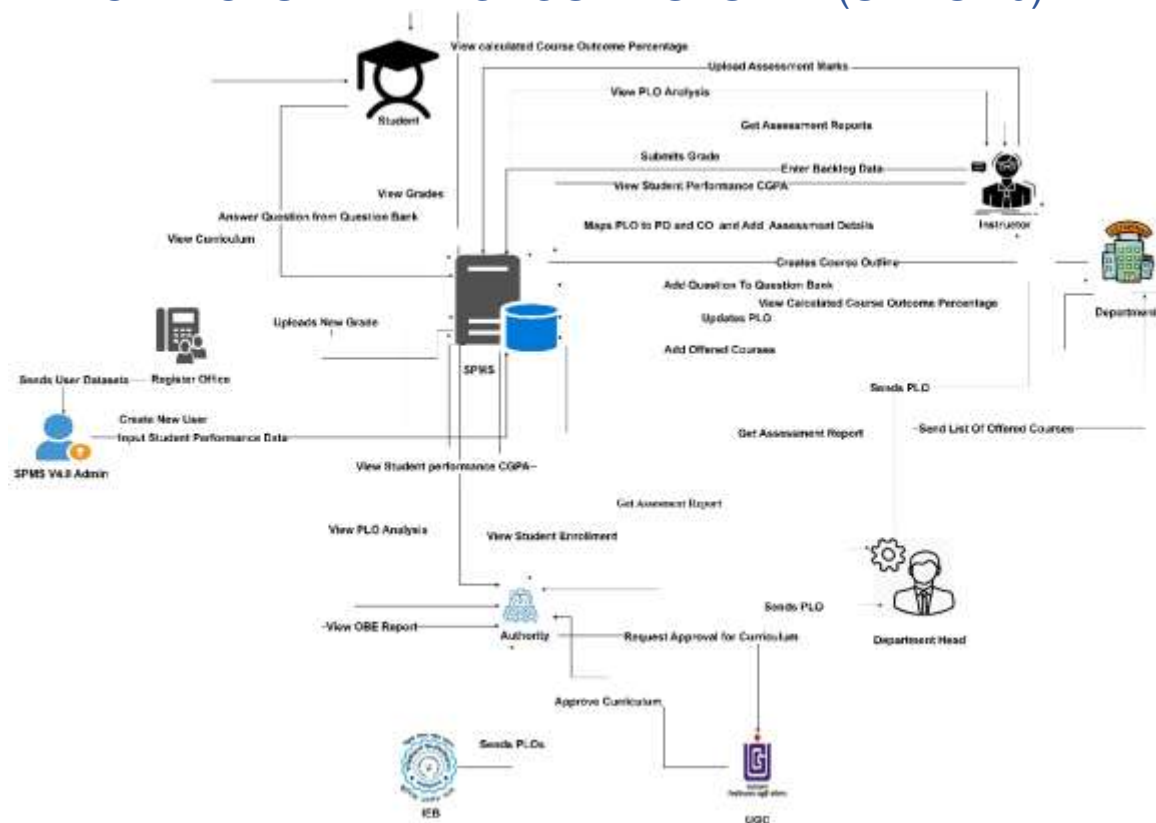 View calculated Course Outcome Percentage
Upload Assessment Marks
View PLO Analysis
Student
Get Assessment Reports
Submits Grade
Enter Backlog Data
View Student Performance CGPA
View Grades
Answer Question from Question Bank
Maps PLO to PO and CO and Add Assessment Details
Instructor
View Curriculum
Creates Course Outline
Add Question To Question Bank
View Calculated Course Outcome Percentage
Department
Uploads New Grade
Updates PLO
Add Offered Courses
SPMS
Sends User Datasets
Register Office
Sends PLO
Create New User
Input Student Performance Data
Get Assessment Report
Send List Of Offered Courses
SPMS V4.0 Admin
View Student performance CGPA
Get Assesment Report
View PLO Analysis
View Student Enrollment
Sends PLO
View OBE Report
Authority
Request Approval for Curriculum
Department Head
Approve Curriculum
Sends PLOs
IEB
UGC